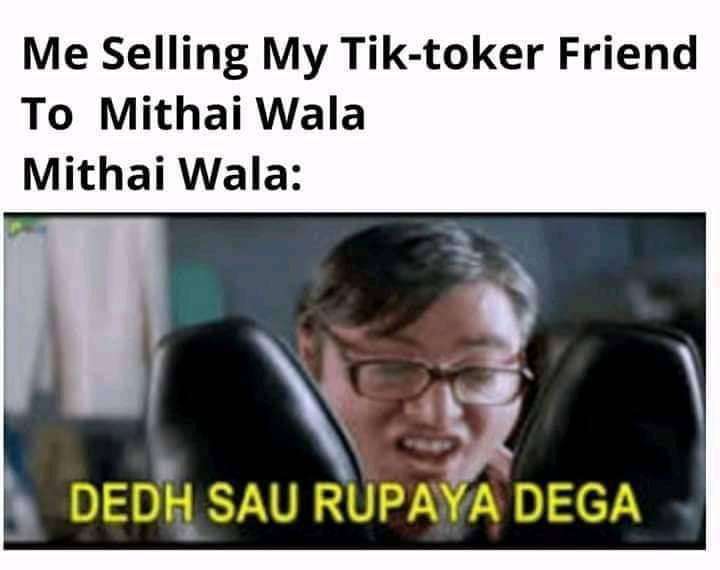 Me Selling My Tik-toker Friend
To Mithai Wala
Mithai Wala:
DEDH SAU RUPAYA DEGA